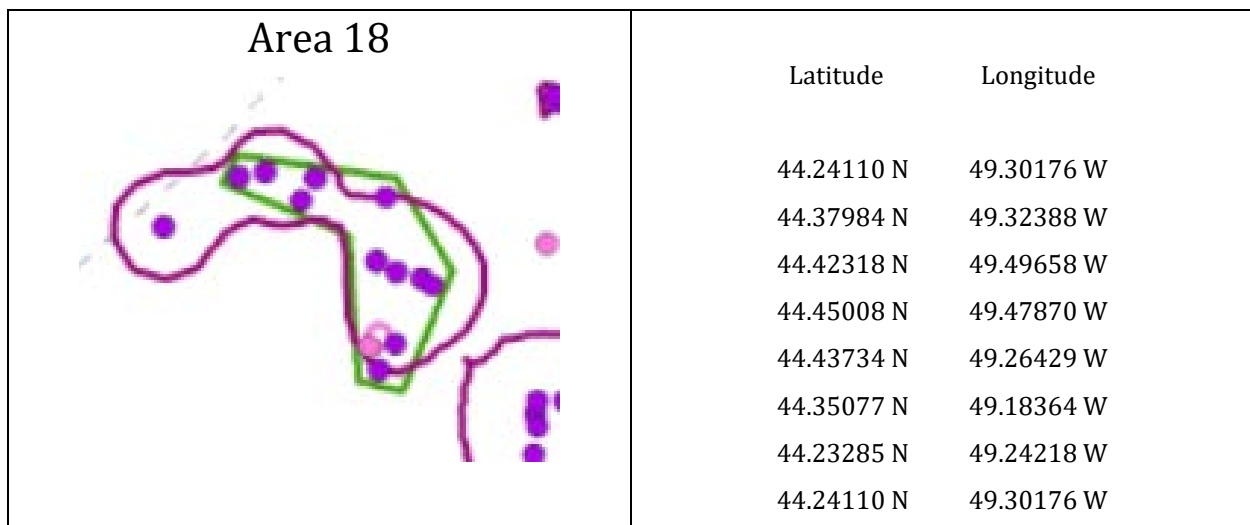 Area 18
Latitude Longitude
44.24110 N 49.30176 W
44.37984 N 49.32388 W
44.42318 N 49.49658 W
44.45008 N 49.47870 W
44.43734 N 49.26429 W
44.35077 N 49.18364 W
44.23285 N 49.24218 W
44.24110 N 49.30176 W